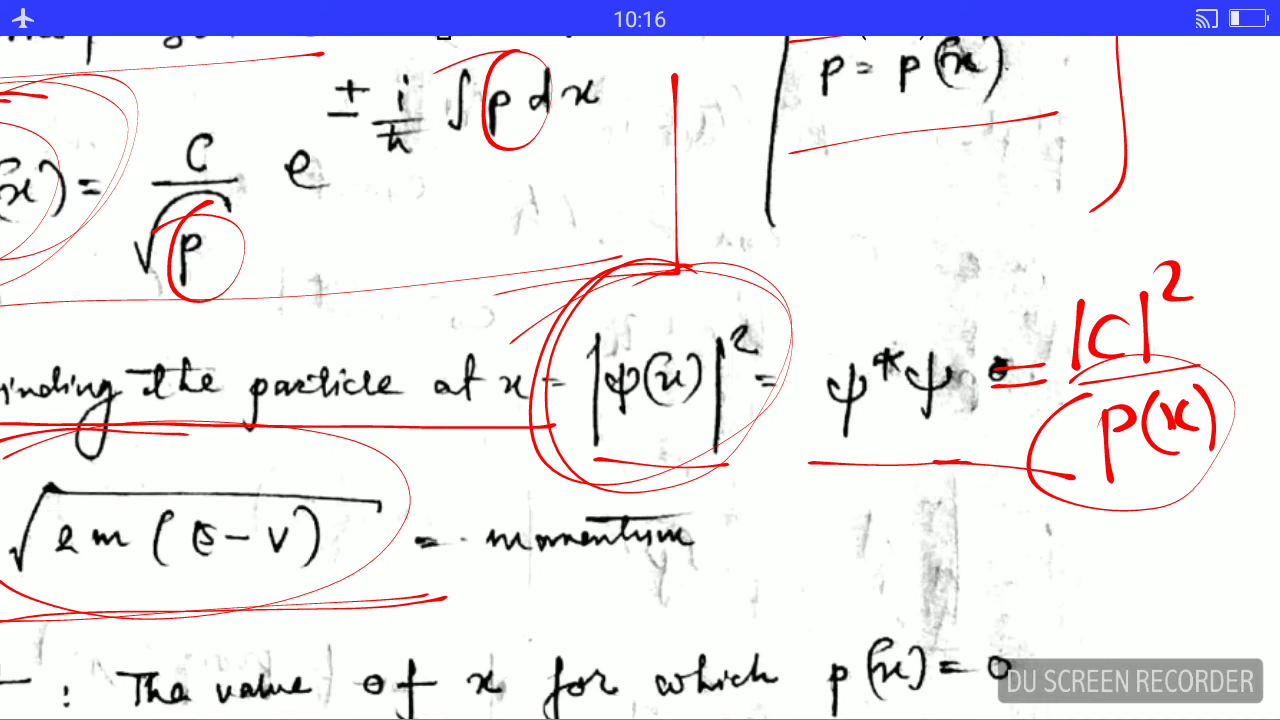 10:16
p = p(x)
± i/ħ ∫ p dx
(x) = C/√p e
inding the particle at x = |ψ(x)|² = ψ*ψ = |C|²/p(x)
√2m(E-V) = momentum
: The value of x for which p(x) = 0
DU SCREEN RECORDER